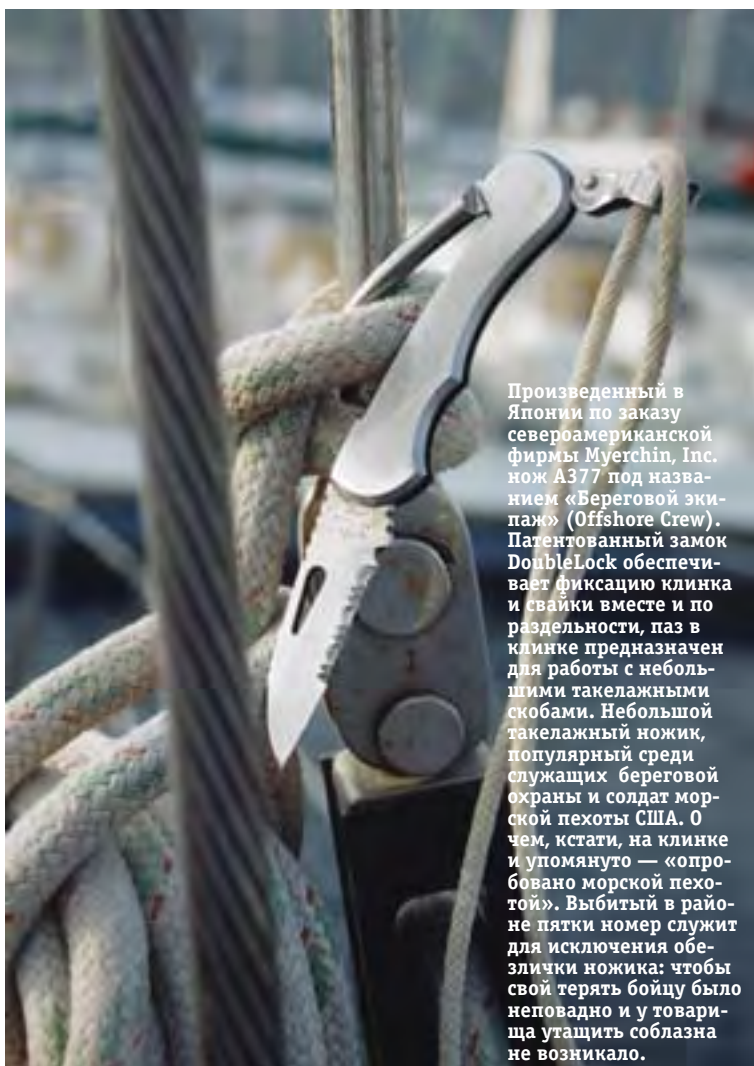 Произведенный в
Японии по заказу
североамериканской
фирмы Myerchin, Inc.
нож A377 под назва-
нием «Береговой эки-
паж» (Offshore Crew).
Патентованный замок
DoubleLock обеспечи-
вает фиксацию клинка
и свайки вместе и по
раздельности, паз в
клинке предназначен
для работы с неболь-
шими такелажными
скобами. Небольшой
такелажный ножик,
популярный среди
служащих береговой
охраны и солдат мор-
ской пехоты США. О
чем, кстати, на клинке
и упомянуто — «опро-
бовано морской пехо-
той». Выбитый в райо-
не пятки номер служит
для исключения обе-
злички ножика: чтобы
свой терять бойцу было
неповадно и у товари-
ща утащить соблазна
не возникало.